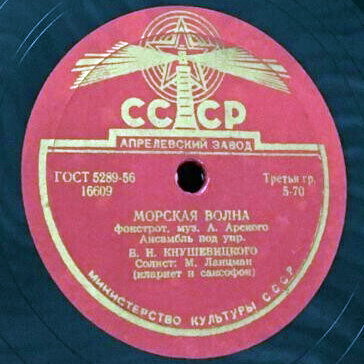 СССР
АПРЕЛЕВСКИЙ ЗАВОД
ГОСТ 5289-56
16609
Третья гр.
5-70
МОРСКАЯ ВОЛНА
фокстрот, муз. А. Арского
Ансамбль под упр.
В. Н. КНУШЕВИЦКОГО
Солист: М. Ланцман
(кларнет и саксофон)
МИНИСТЕРСТВО КУЛЬТУРЫ СССР